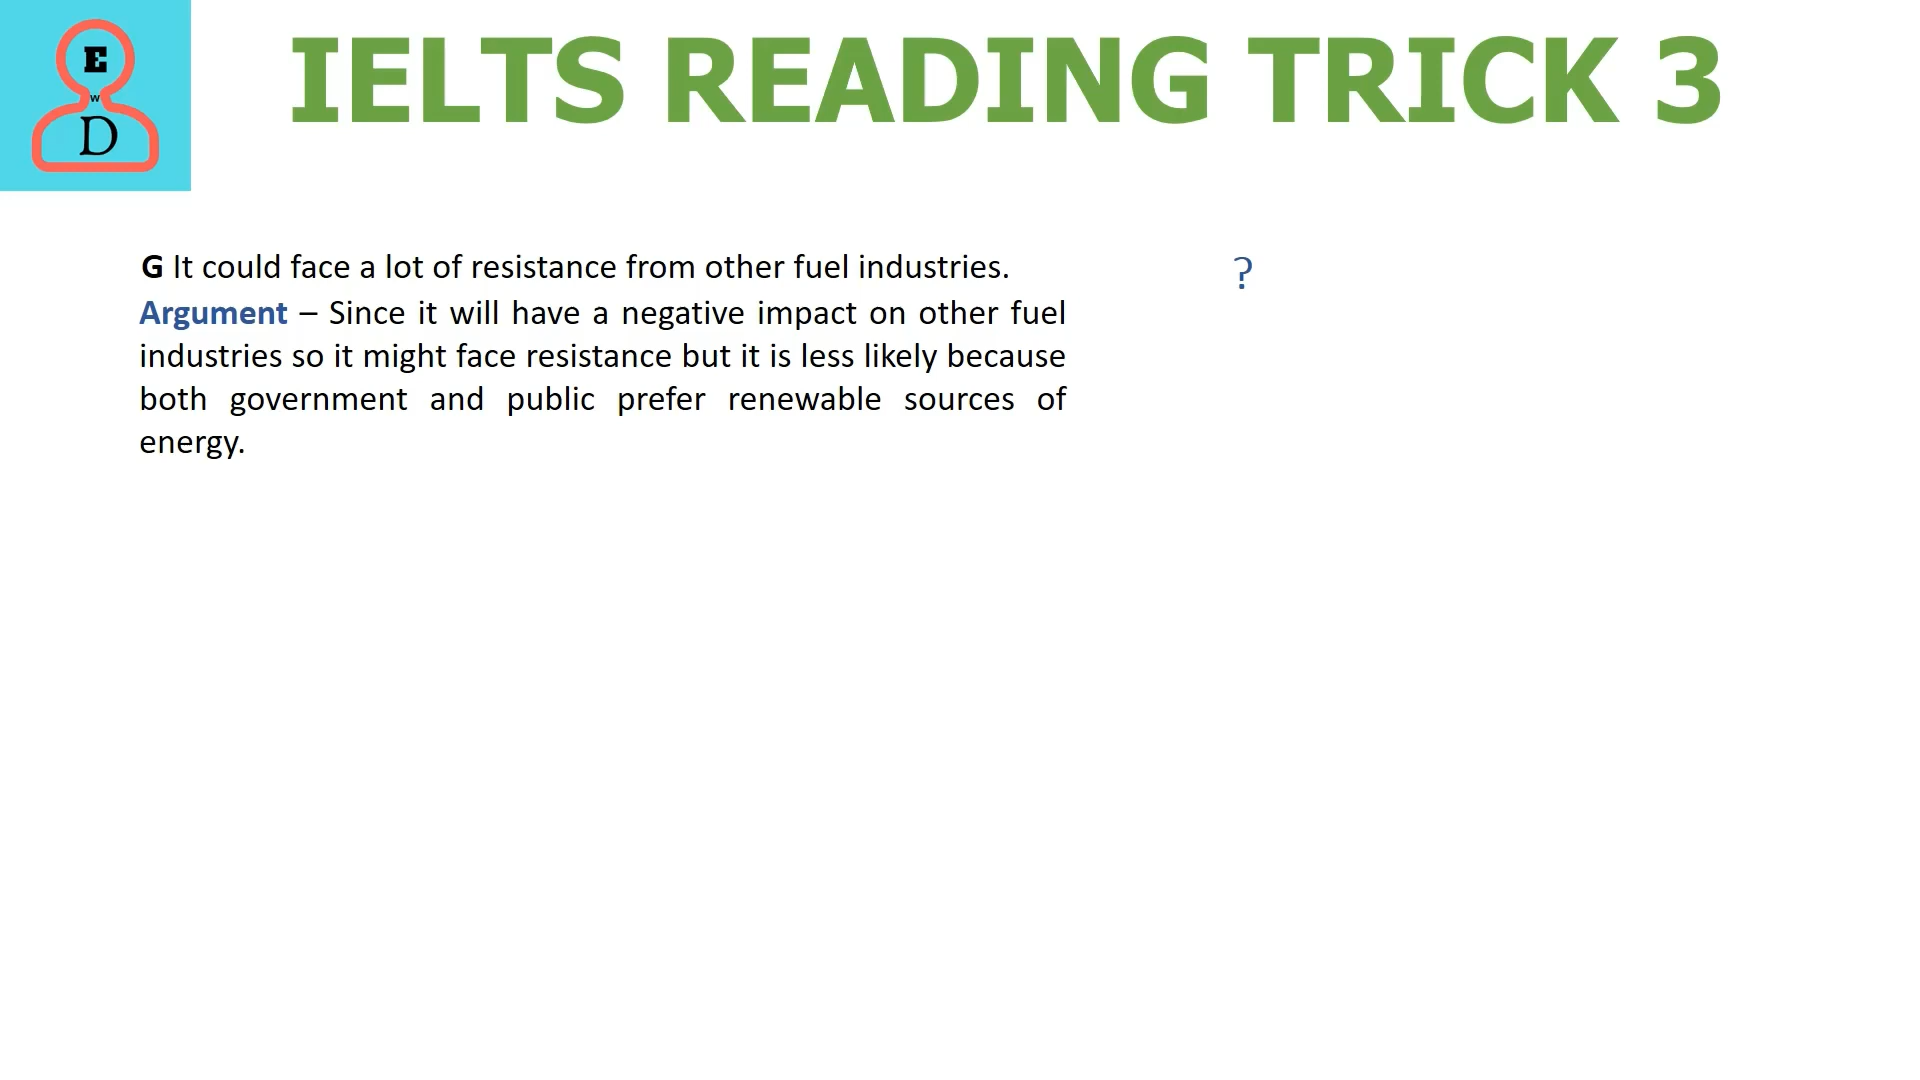 E
w
D
IELTS READING TRICK 3
G It could face a lot of resistance from other fuel industries.
?
Argument – Since it will have a negative impact on other fuel
industries so it might face resistance but it is less likely because
both government and public prefer renewable sources of
energy.